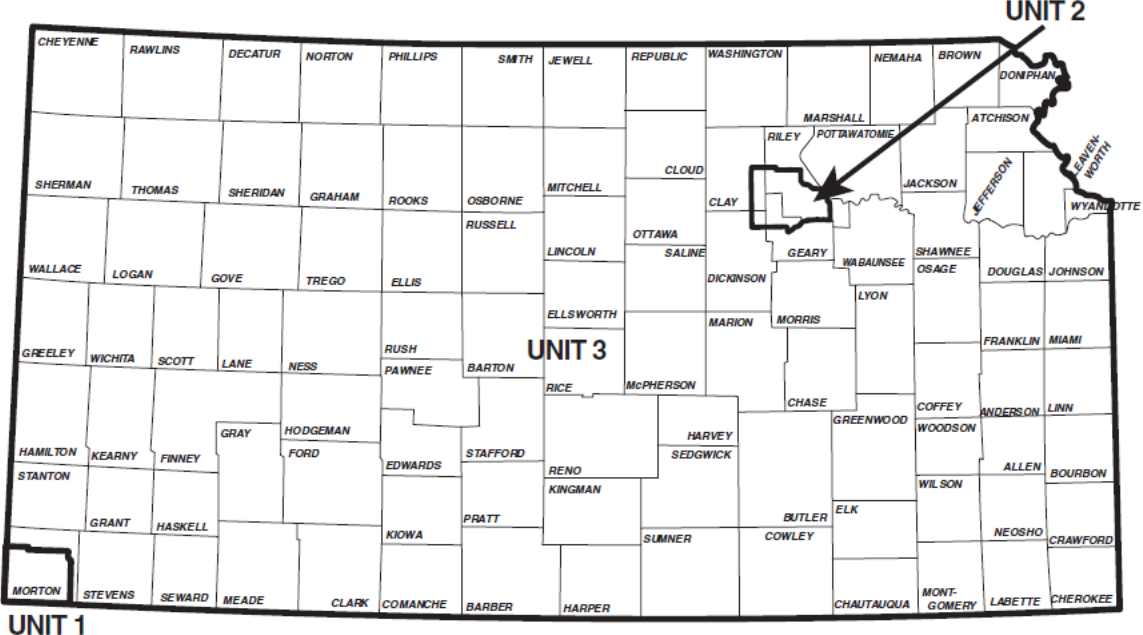 UNIT 2
CHEYENNE
RAWLINS
DECATUR
NORTON
PHILLIPS
SMITH
JEWELL
REPUBLIC
WASHINGTON
MARSHALL
NEMAHA
BROWN
DONIPHAN
ATCHISON
RILEY
POTTAWATOMIE
LEAVEN-
WORTH
SHERMAN
THOMAS
SHERIDAN
GRAHAM
ROOKS
OSBORNE
MITCHELL
CLOUD
CLAY
JACKSON
JEFFERSON
WYANDOTTE
RUSSELL
LINCOLN
OTTAWA
SALINE
GEARY
WABAUNSEE
SHAWNEE
OSAGE
DOUGLAS
JOHNSON
WALLACE
LOGAN
GOVE
TREGO
ELLIS
DICKINSON
LYON
ELLSWORTH
MARION
MORRIS
FRANKLIN
MIAMI
GREELEY
WICHITA
SCOTT
LANE
NESS
RUSH
PAWNEE
BARTON
UNIT 3
RICE
McPHERSON
CHASE
COFFEY
ANDERSON
LINN
GREENWOOD
WOODSON
HAMILTON
KEARNY
FINNEY
GRAY
HODGEMAN
FORD
EDWARDS
STAFFORD
RENO
HARVEY
SEDGWICK
ALLEN
BOURBON
STANTON
GRANT
HASKELL
KIOWA
PRATT
KINGMAN
BUTLER
ELK
WILSON
NEOSHO
CRAWFORD
SUMNER
COWLEY
MORTON
STEVENS
SEWARD
MEADE
CLARK
COMANCHE
BARBER
HARPER
CHAUTAUQUA
MONT-
GOMERY
LABETTE
CHEROKEE
UNIT 1